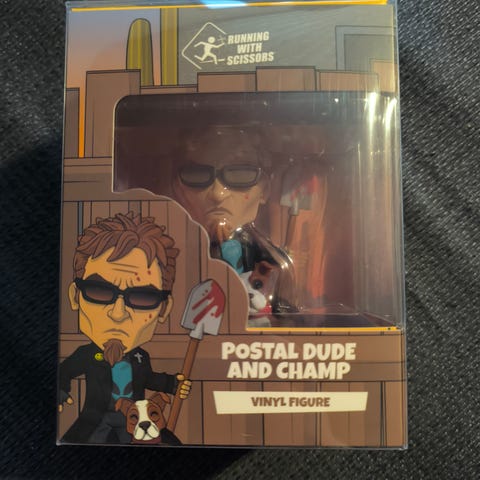 RUNNING
WITH
SCISSORS
POSTAL DUDE
AND CHAMP
VINYL FIGURE